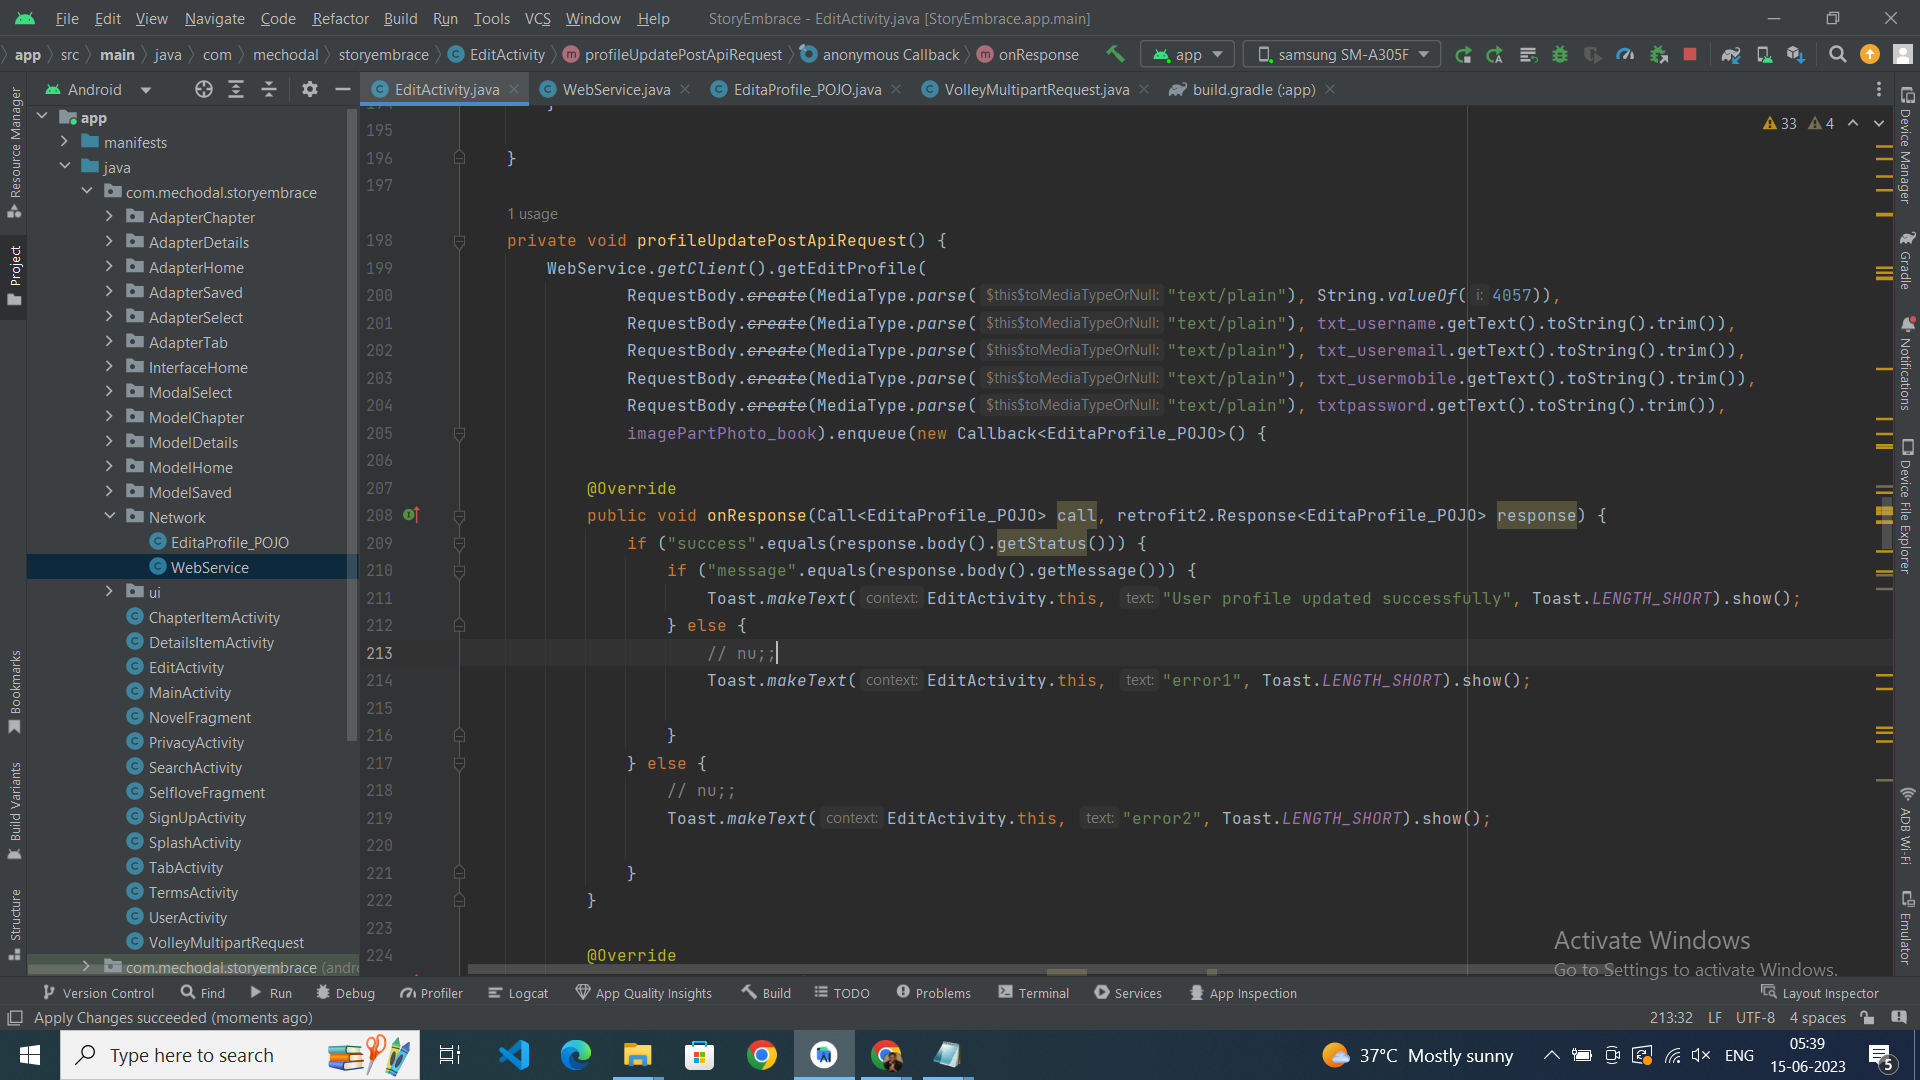 File Edit View Navigate Code Refactor Build Run Tools VCS Window Help StoryEmbrace - EditActivity.java [StoryEmbrace.app.main]
app src main java com mechodal storyembrace EditActivity profileUpdatePostApiRequest anonymous Callback onResponse app samsung SM-A305F
Android EditActivity.java WebService.java EditaProfile_POJO.java VolleyMultipartRequest.java build.gradle (:app)
33 4
Resource Manager
Project
Bookmarks
Build Variants
Structure
app
manifests
java
com.mechodal.storyembrace
AdapterChapter
AdapterDetails
AdapterHome
AdapterSaved
AdapterSelect
AdapterTab
InterfaceHome
ModalSelect
ModelChapter
ModelDetails
ModelHome
ModelSaved
Network
EditaProfile_POJO
WebService
ui
ChapterItemActivity
DetailsItemActivity
EditActivity
MainActivity
NovelFragment
PrivacyActivity
SearchActivity
SelfloveFragment
SignUpActivity
SplashActivity
TabActivity
TermsActivity
UserActivity
VolleyMultipartRequest
com.mechodal.storyembrace (andro
195
196 }
197
1 usage
198 private void profileUpdatePostApiRequest() {
199 WebService.getClient().getEditProfile(
200 RequestBody.create(MediaType.parse( $this$toMediaTypeOrNull: "text/plain"), String.valueOf( i: 4057)),
201 RequestBody.create(MediaType.parse( $this$toMediaTypeOrNull: "text/plain"), txt_username.getText().toString().trim()),
202 RequestBody.create(MediaType.parse( $this$toMediaTypeOrNull: "text/plain"), txt_useremail.getText().toString().trim()),
203 RequestBody.create(MediaType.parse( $this$toMediaTypeOrNull: "text/plain"), txt_usermobile.getText().toString().trim()),
204 RequestBody.create(MediaType.parse( $this$toMediaTypeOrNull: "text/plain"), txtpassword.getText().toString().trim()),
205 imagePartPhoto_book).enqueue(new Callback<EditaProfile_POJO>() {
206
207 @Override
208 public void onResponse(Call<EditaProfile_POJO> call, retrofit2.Response<EditaProfile_POJO> response) {
209 if ("success".equals(response.body().getStatus())) {
210 if ("message".equals(response.body().getMessage())) {
211 Toast.makeText( context: EditActivity.this, text: "User profile updated successfully", Toast.LENGTH_SHORT).show();
212 } else {
213 // nu;;
214 Toast.makeText( context: EditActivity.this, text: "error1", Toast.LENGTH_SHORT).show();
215
216 }
217 } else {
218 // nu;;
219 Toast.makeText( context: EditActivity.this, text: "error2", Toast.LENGTH_SHORT).show();
220
221 }
222 }
223
224 @Override
Device Manager
Gradle
Notifications
Device File Explorer
ADB Wi-Fi
Emulator
Activate Windows
Go to Settings to activate Windows.
Version Control Find Run Debug Profiler Logcat App Quality Insights Build TODO Problems Terminal Services App Inspection Layout Inspector
Apply Changes succeeded (moments ago) 213:32 LF UTF-8 4 spaces
Type here to search 37°C Mostly sunny ENG 05:39
15-06-2023 5